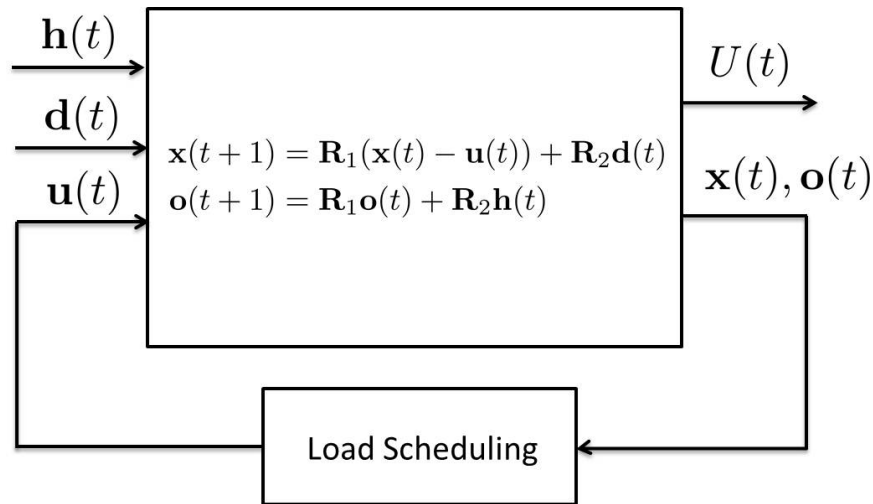 h(t)
d(t)
u(t)
x(t + 1) = R₁(x(t) − u(t)) + R₂d(t)
o(t + 1) = R₁o(t) + R₂h(t)
U(t)
x(t), o(t)
Load Scheduling